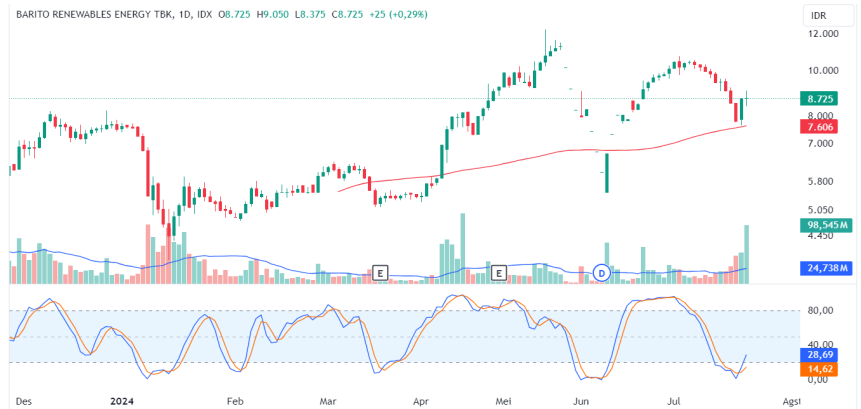 BARITO RENEWABLES ENERGY TBK, 1D, IDX O8.725 H9.050 L8.375 C8.725 +25 (+0,29%)
IDR
12.000
10.000
8.725
8.000
7.606
7.000
5.800
5.050
98,545M
4.450
24,738M
E
E
D
80,00
40,00
28,69
14,62
0,00
Des 2024 Feb Mar Apr Mei Jun Jul Agst